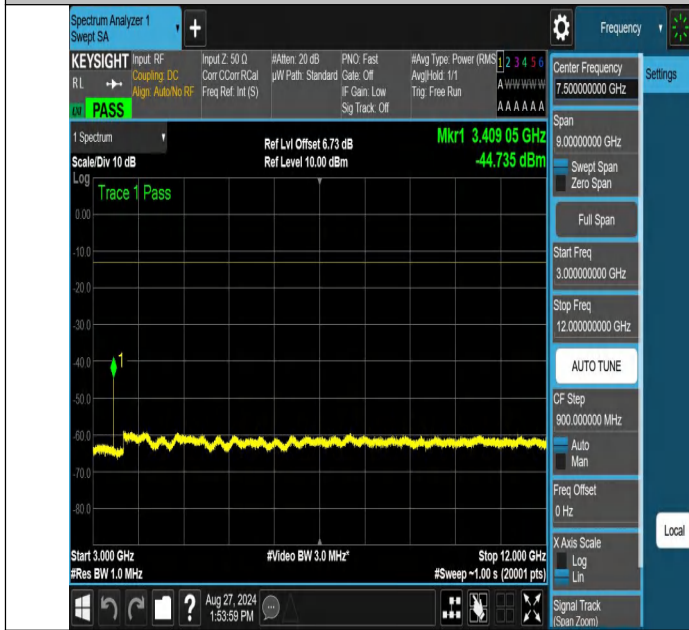 Spectrum Analyzer 1
Swept SA
Frequency
KEYSIGHT
RL
PASS
Input: RF
Coupling: DC
Align: Auto/No RF
Input Z: 50 Ω
Corr CCorr RCal
Freq Ref: Int (S)
#Atten: 20 dB
µW Path: Standard
PNO: Fast
Gate: Off
IF Gain: Low
Sig Track: Off
#Avg Type: Power (RMS
Avg|Hold: 1/1
Trig: Free Run
1 2 3 4 5 6
A W W W W W
A A A A A A
1 Spectrum
Scale/Div 10 dB
Ref Lvl Offset 6.73 dB
Ref Level 10.00 dBm
Mkr1 3.409 05 GHz
-44.735 dBm
Log
Trace 1 Pass
0.00
-10.0
-20.0
-30.0
-40.0
-50.0
-60.0
-70.0
-80.0
1
Start 3.000 GHz
#Res BW 1.0 MHz
#Video BW 3.0 MHz*
Stop 12.000 GHz
#Sweep ~1.00 s (20001 pts)
?
Aug 27, 2024
1:53:59 PM
Center Frequency
7.500000000 GHz
Span
9.00000000 GHz
Swept Span
Zero Span
Full Span
Start Freq
3.000000000 GHz
Stop Freq
12.000000000 GHz
AUTO TUNE
CF Step
900.000000 MHz
Auto
Man
Freq Offset
0 Hz
X Axis Scale
Log
Lin
Signal Track
(Span Zoom)
Settings
Local